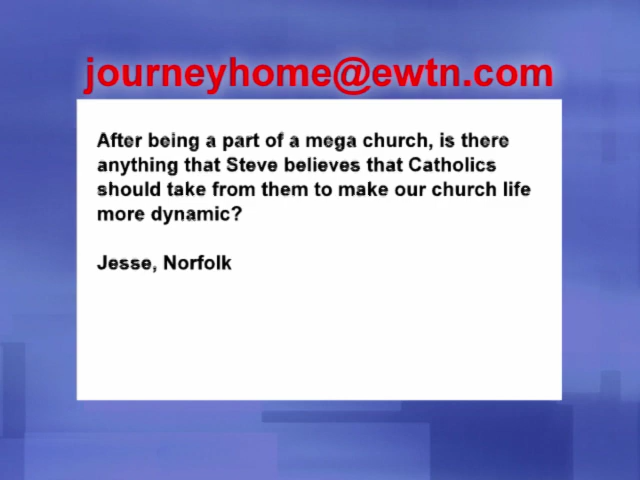 journeyhome@ewtn.com
After being a part of a mega church, is there
anything that Steve believes that Catholics
should take from them to make our church life
more dynamic?
Jesse, Norfolk